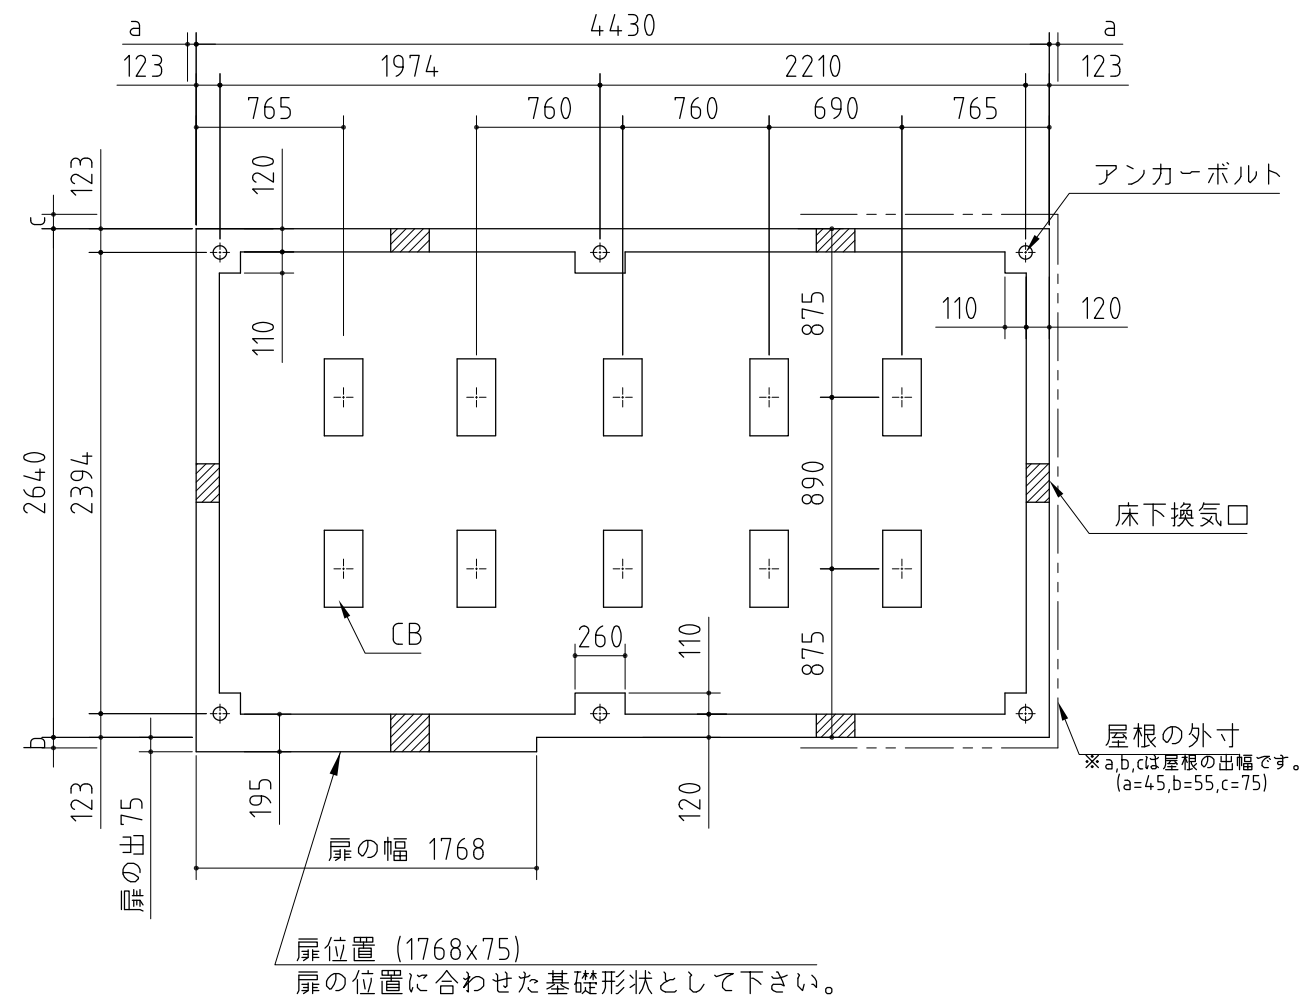 a 4430 a
123 1974 2210 123
765 760 760 690 765
123
120
アンカーボルト
c
110
875
110 120
2640
2394
890
床下換気口
CB
260
110
875
b
屋根の外寸
※a,b,cは屋根の出幅です。
(a=45,b=55,c=75)
123
扉の出 75
195
120
扉の幅 1768
扉位置 (1768x75)
扉の位置に合わせた基礎形状として下さい。